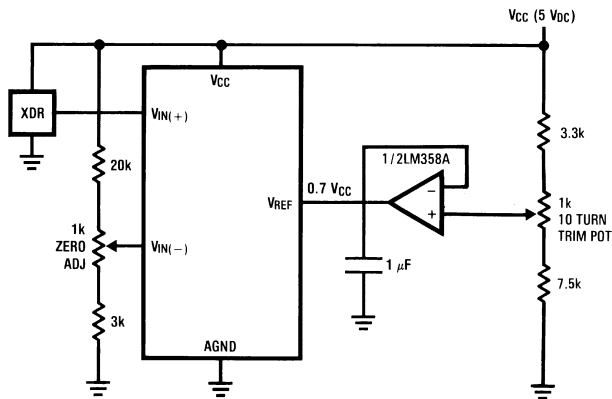 VCC (5 VDC)
XDR
VCC
VIN(+)
20k
1k
ZERO
ADJ
VIN(−)
3k
AGND
VREF
0.7 VCC
1/2LM358A
−
+
1 μF
3.3k
1k
10 TURN
TRIM POT
7.5k